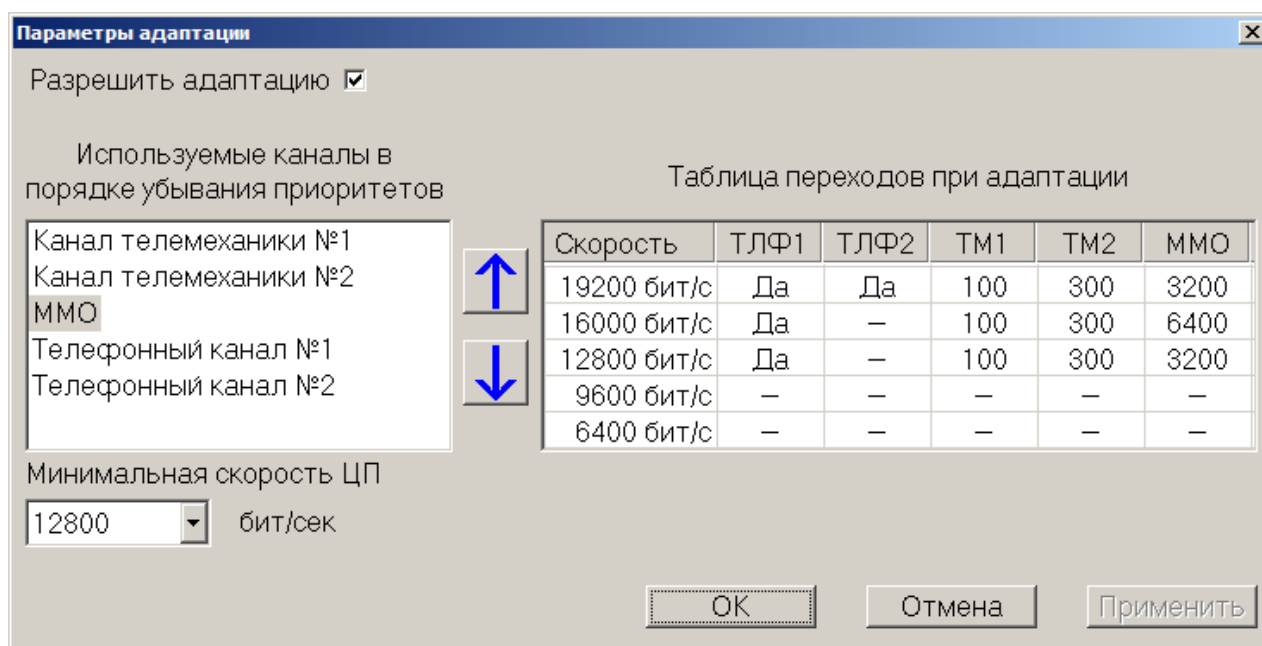 Параметры адаптации
Разрешить адаптацию
Используемые каналы в
порядке убывания приоритетов
Канал телемеханики №1
Канал телемеханики №2
ММО
Телефонный канал №1
Телефонный канал №2
Минимальная скорость ЦП
12800 бит/сек
Таблица переходов при адаптации
Скорость ТЛФ1 ТЛФ2 ТМ1 ТМ2 ММО
19200 бит/с Да Да 100 300 3200
16000 бит/с Да – 100 300 6400
12800 бит/с Да – 100 300 3200
9600 бит/с – – – – –
6400 бит/с – – – – –
OK Отмена Применить